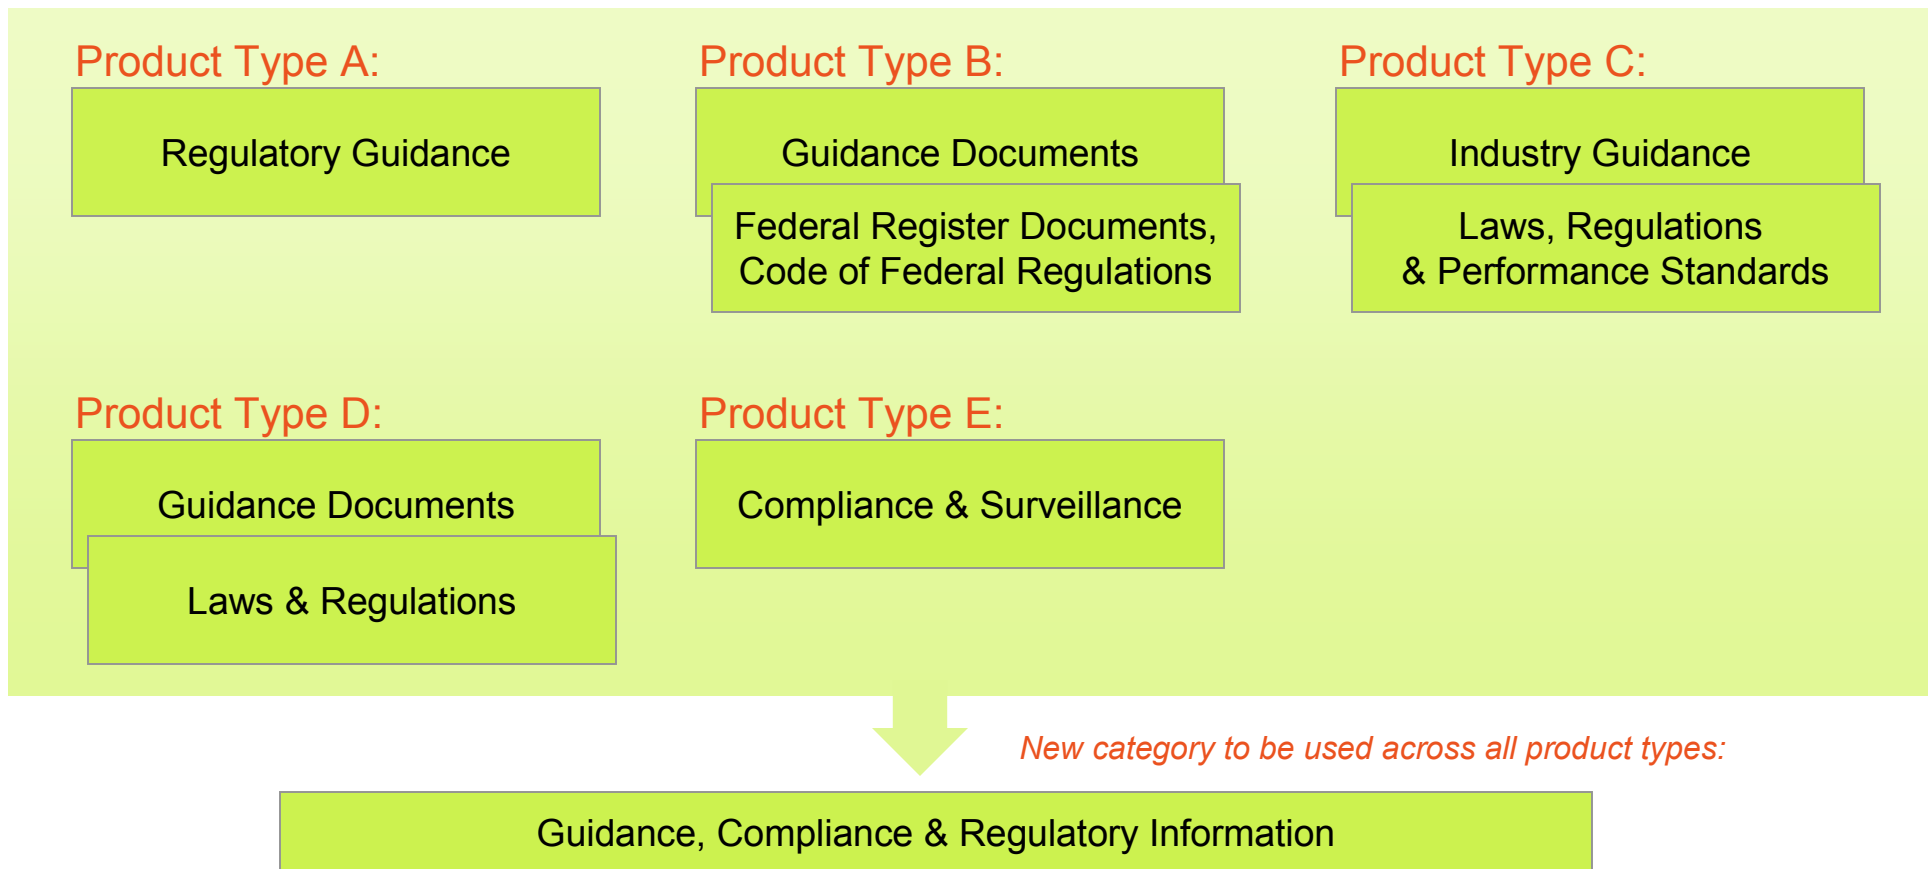 Product Type A:
Regulatory Guidance
Product Type B:
Guidance Documents
Federal Register Documents,
Code of Federal Regulations
Product Type C:
Industry Guidance
Laws, Regulations
& Performance Standards
Product Type D:
Guidance Documents
Laws & Regulations
Product Type E:
Compliance & Surveillance
New category to be used across all product types:
Guidance, Compliance & Regulatory Information